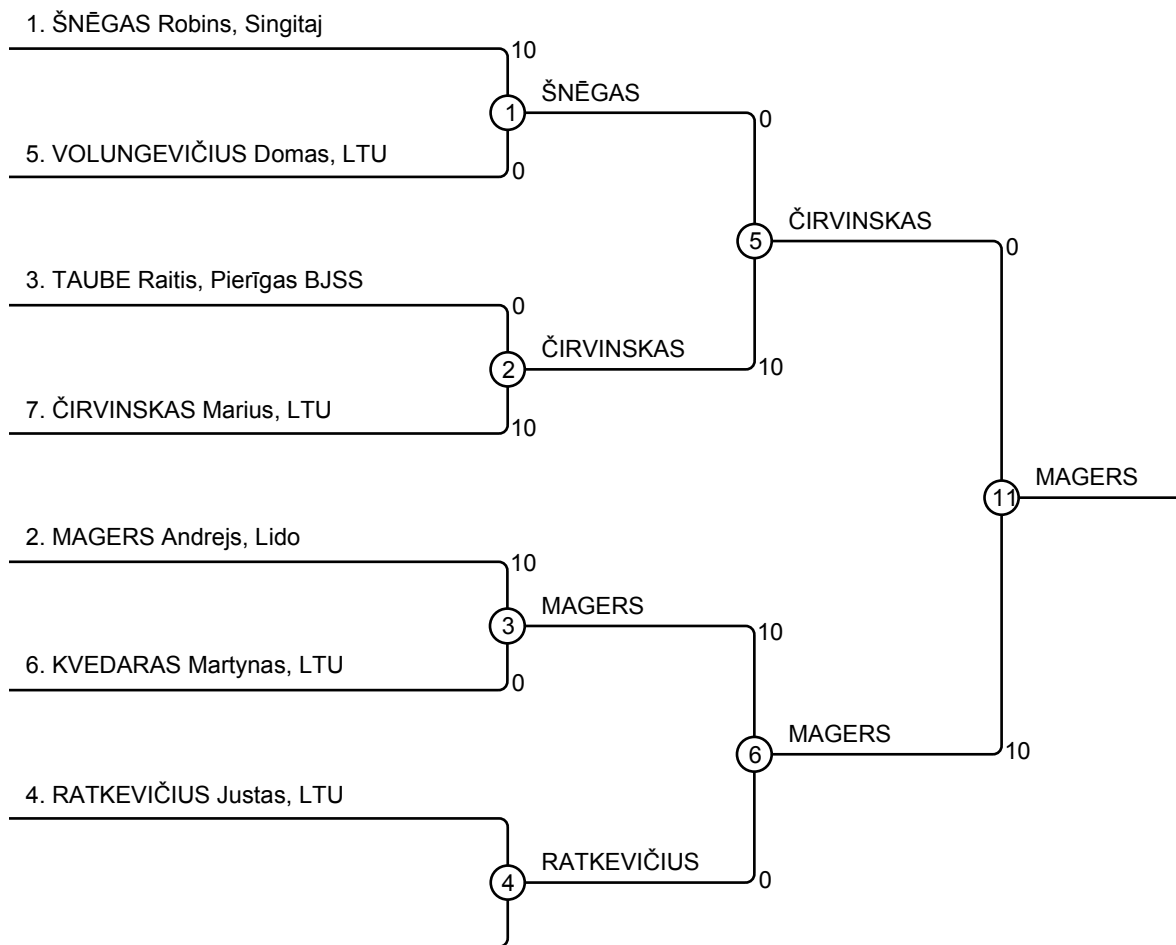 1. ŠNĒGAS Robins, Singitaj
10
1
ŠNĒGAS
0
5. VOLUNGEVIČIUS Domas, LTU
0
5
ČIRVINSKAS
0
3. TAUBE Raitis, Pierīgas BJSS
0
2
ČIRVINSKAS
10
7. ČIRVINSKAS Marius, LTU
10
11
MAGERS
2. MAGERS Andrejs, Lido
10
3
MAGERS
10
6. KVEDARAS Martynas, LTU
0
6
MAGERS
10
4. RATKEVIČIUS Justas, LTU
4
RATKEVIČIUS
0